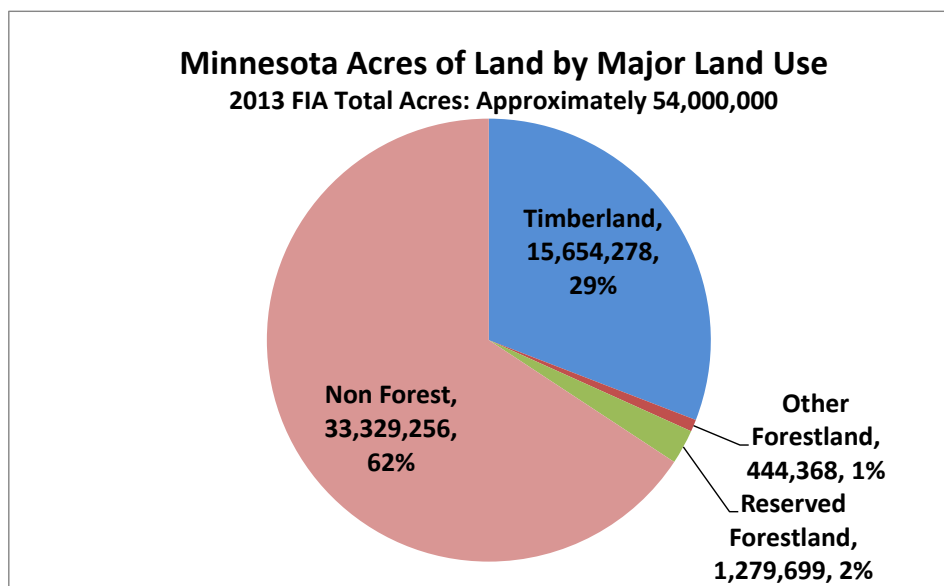 Minnesota Acres of Land by Major Land Use
2013 FIA Total Acres: Approximately 54,000,000
Timberland,
15,654,278,
29%
Other
Forestland,
444,368, 1%
Reserved
Forestland,
1,279,699, 2%
Non Forest,
33,329,256,
62%